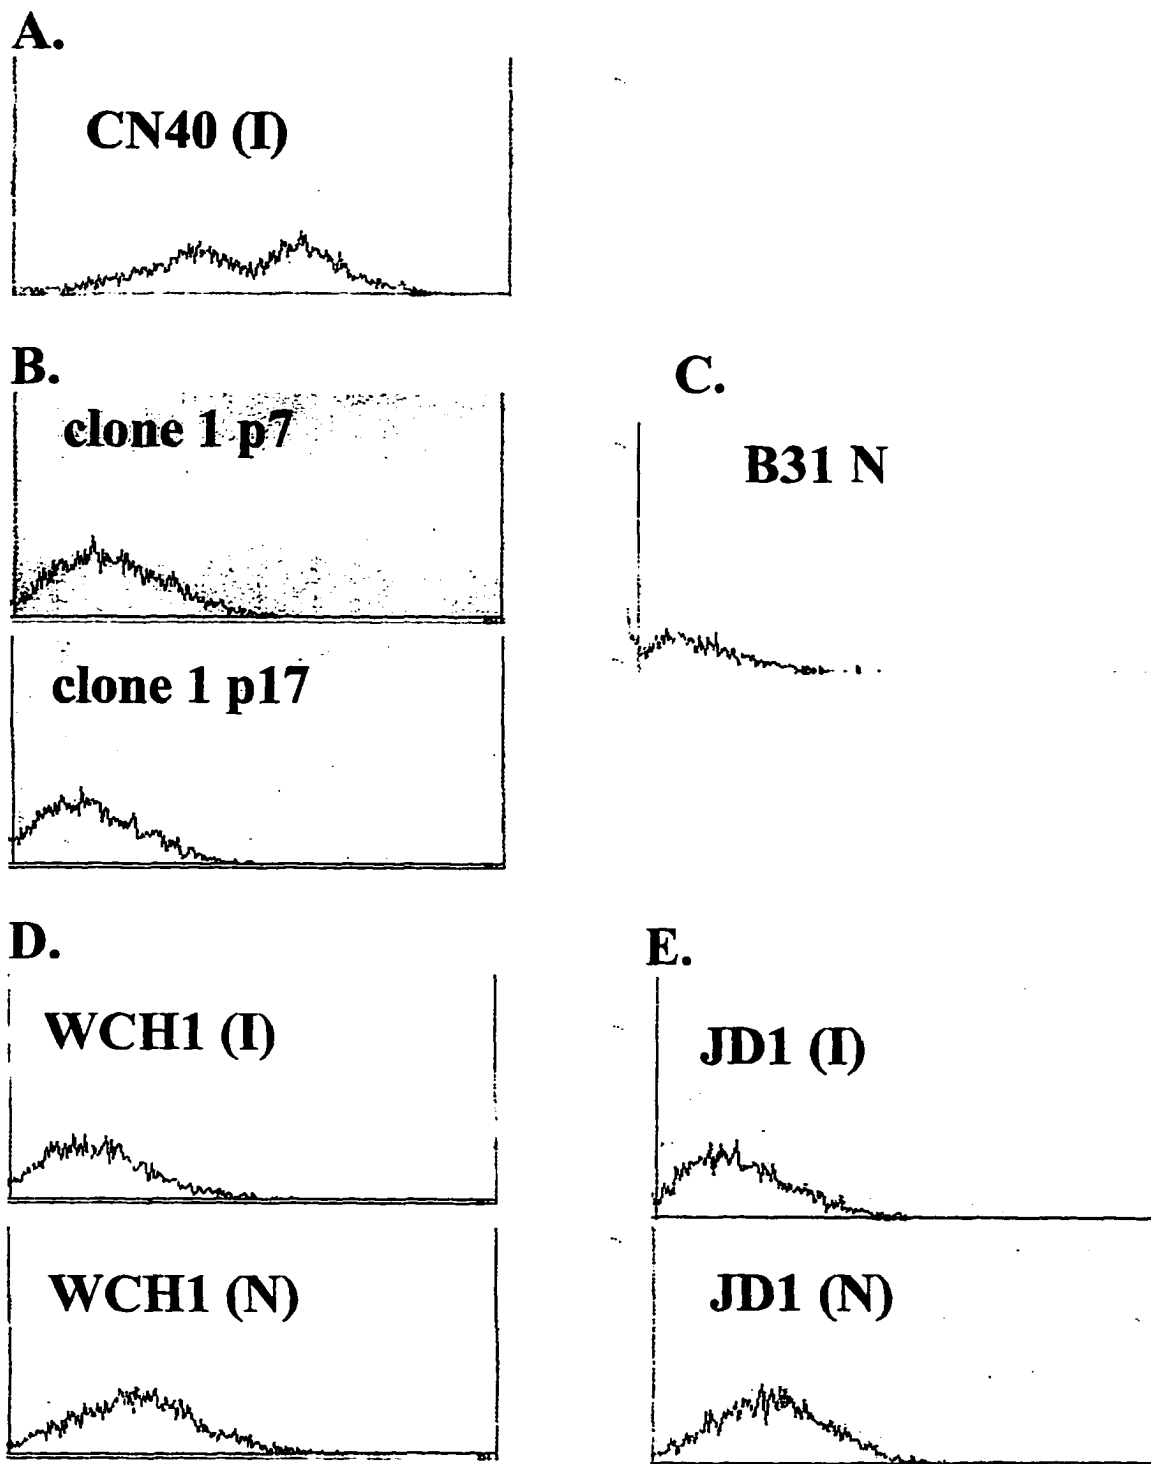 A.
CN40 (I)
B.
clone 1 p7
clone 1 p17
C.
B31 N
D.
WCH1 (I)
WCH1 (N)
E.
JD1 (I)
JD1 (N)